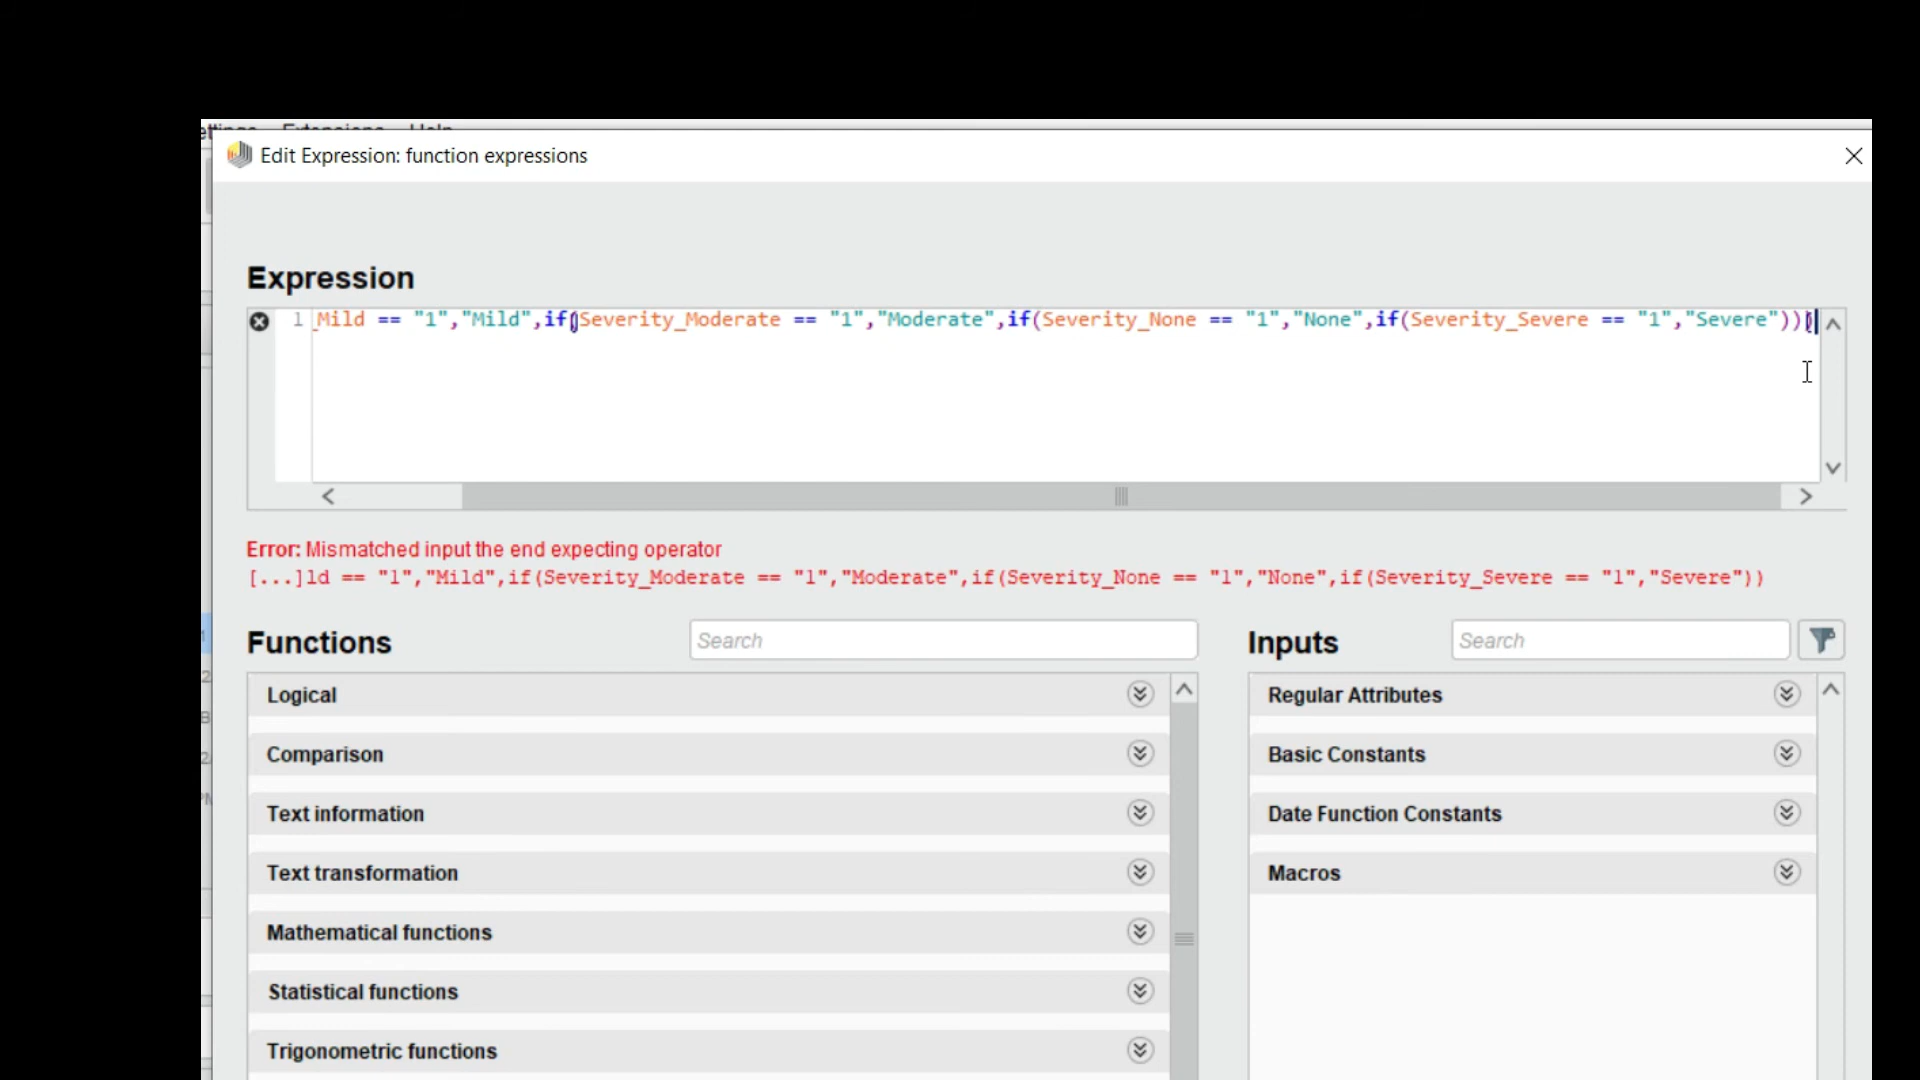 Edit Expression: function expressions
Expression
1 _Mild == "1","Mild",if(Severity_Moderate == "1","Moderate",if(Severity_None == "1","None",if(Severity_Severe == "1","Severe")))
Error: Mismatched input the end expecting operator
[...]ld == "1","Mild",if(Severity_Moderate == "1","Moderate",if(Severity_None == "1","None",if(Severity_Severe == "1","Severe"))
Functions
Search
Inputs
Search
Logical
Comparison
Text information
Text transformation
Mathematical functions
Statistical functions
Trigonometric functions
Regular Attributes
Basic Constants
Date Function Constants
Macros